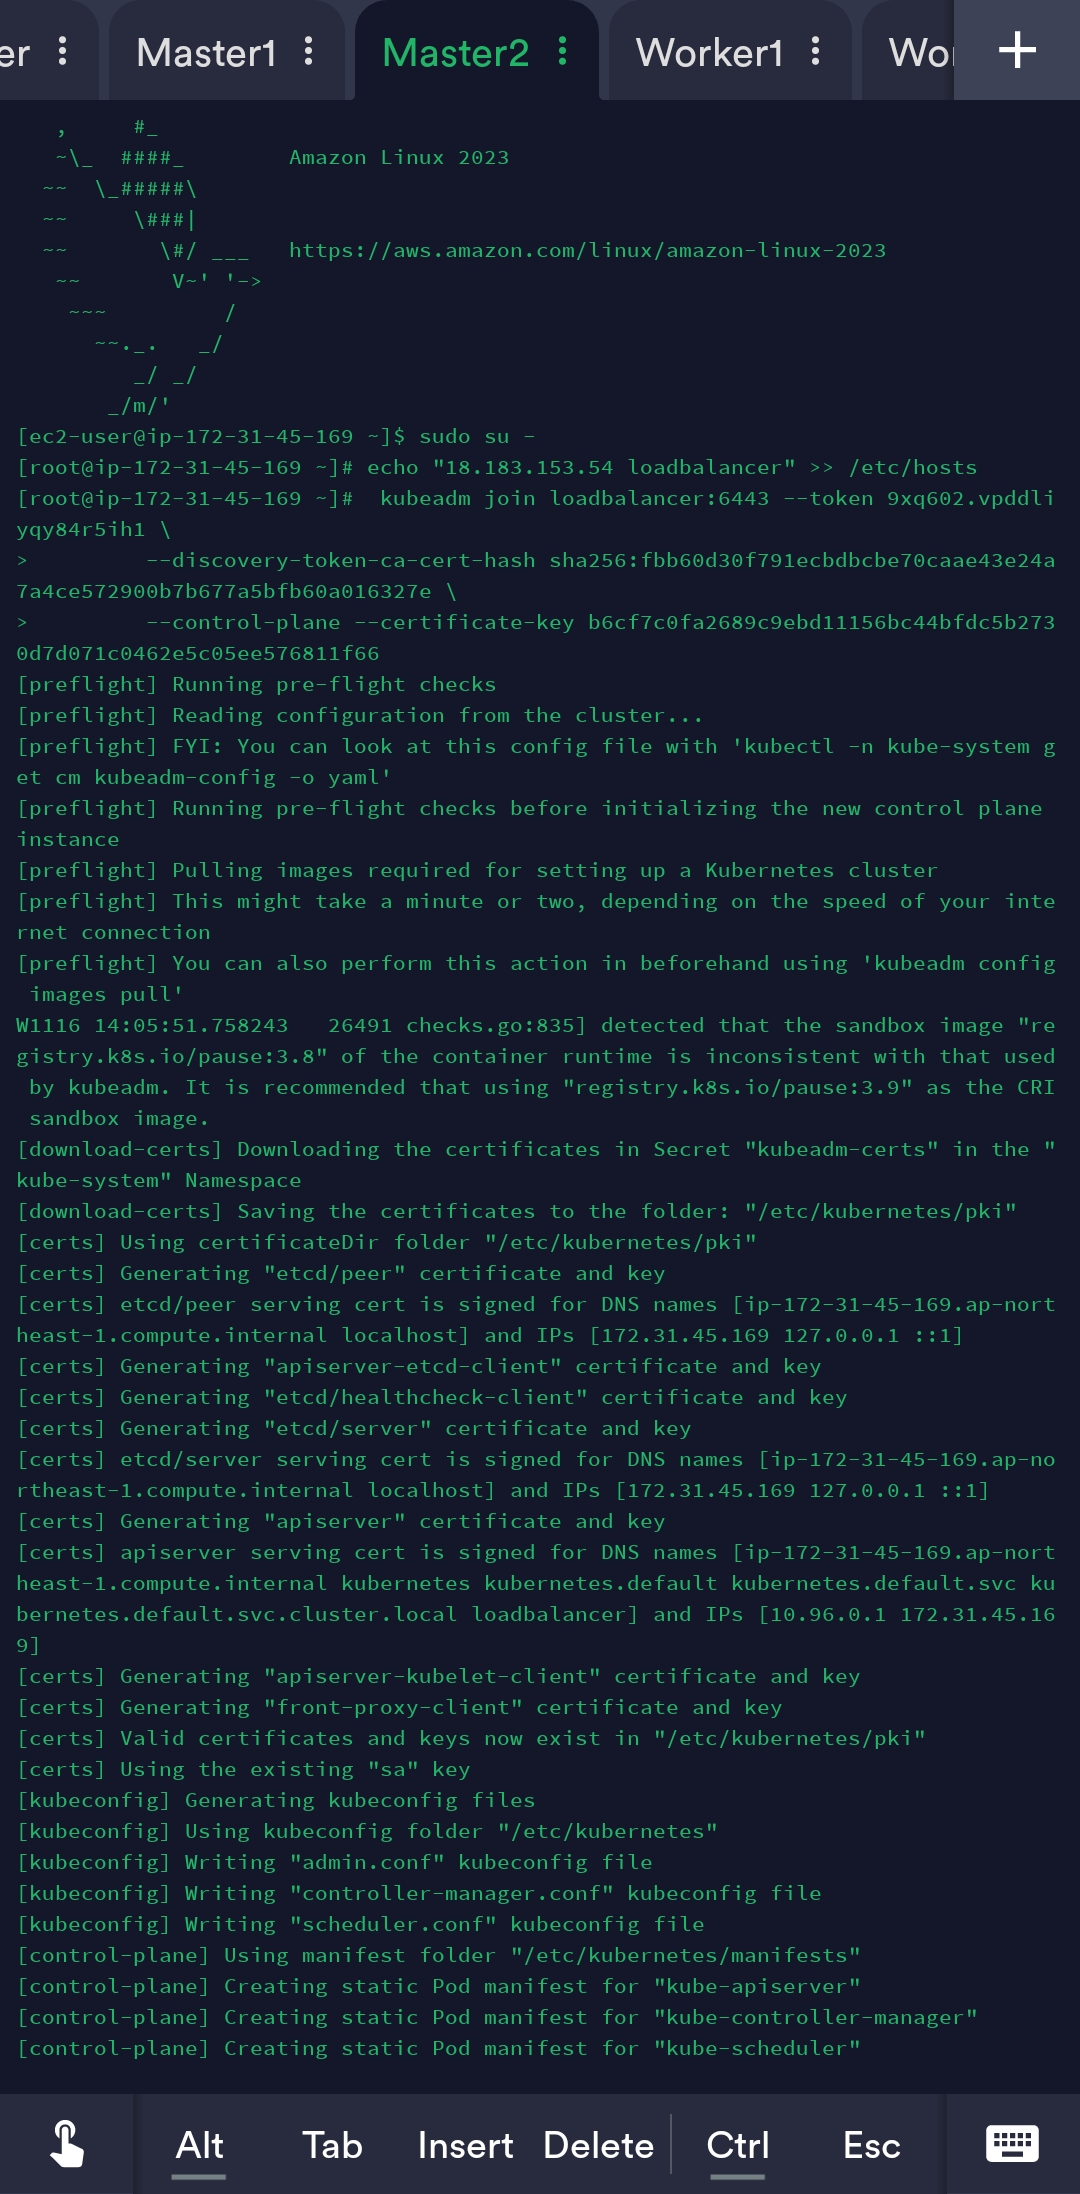 er Master1 Master2 Worker1 Wor
, #_
~\_ ####_ Amazon Linux 2023
~~ \_#####\
~~ \###|
~~ \#/ ___ https://aws.amazon.com/linux/amazon-linux-2023
~~ V~' '->
~~~ /
~~._. _/
_/ _/
_/m/'
[ec2-user@ip-172-31-45-169 ~]$ sudo su -
[root@ip-172-31-45-169 ~]# echo "18.183.153.54 loadbalancer" >> /etc/hosts
[root@ip-172-31-45-169 ~]#  kubeadm join loadbalancer:6443 --token 9xq602.vpddli
yqy84r5ih1 \
> --discovery-token-ca-cert-hash sha256:fbb60d30f791ecbdbcbe70caae43e24a
7a4ce572900b7b677a5bfb60a016327e \
> --control-plane --certificate-key b6cf7c0fa2689c9ebd11156bc44bfdc5b273
0d7d071c0462e5c05ee576811f66
[preflight] Running pre-flight checks
[preflight] Reading configuration from the cluster...
[preflight] FYI: You can look at this config file with 'kubectl -n kube-system g
et cm kubeadm-config -o yaml'
[preflight] Running pre-flight checks before initializing the new control plane
instance
[preflight] Pulling images required for setting up a Kubernetes cluster
[preflight] This might take a minute or two, depending on the speed of your inte
rnet connection
[preflight] You can also perform this action in beforehand using 'kubeadm config
 images pull'
W1116 14:05:51.758243   26491 checks.go:835] detected that the sandbox image "re
gistry.k8s.io/pause:3.8" of the container runtime is inconsistent with that used
 by kubeadm. It is recommended that using "registry.k8s.io/pause:3.9" as the CRI
 sandbox image.
[download-certs] Downloading the certificates in Secret "kubeadm-certs" in the "
kube-system" Namespace
[download-certs] Saving the certificates to the folder: "/etc/kubernetes/pki"
[certs] Using certificateDir folder "/etc/kubernetes/pki"
[certs] Generating "etcd/peer" certificate and key
[certs] etcd/peer serving cert is signed for DNS names [ip-172-31-45-169.ap-nort
heast-1.compute.internal localhost] and IPs [172.31.45.169 127.0.0.1 ::1]
[certs] Generating "apiserver-etcd-client" certificate and key
[certs] Generating "etcd/healthcheck-client" certificate and key
[certs] Generating "etcd/server" certificate and key
[certs] etcd/server serving cert is signed for DNS names [ip-172-31-45-169.ap-no
rtheast-1.compute.internal localhost] and IPs [172.31.45.169 127.0.0.1 ::1]
[certs] Generating "apiserver" certificate and key
[certs] apiserver serving cert is signed for DNS names [ip-172-31-45-169.ap-nort
heast-1.compute.internal kubernetes kubernetes.default kubernetes.default.svc ku
bernetes.default.svc.cluster.local loadbalancer] and IPs [10.96.0.1 172.31.45.16
9]
[certs] Generating "apiserver-kubelet-client" certificate and key
[certs] Generating "front-proxy-client" certificate and key
[certs] Valid certificates and keys now exist in "/etc/kubernetes/pki"
[certs] Using the existing "sa" key
[kubeconfig] Generating kubeconfig files
[kubeconfig] Using kubeconfig folder "/etc/kubernetes"
[kubeconfig] Writing "admin.conf" kubeconfig file
[kubeconfig] Writing "controller-manager.conf" kubeconfig file
[kubeconfig] Writing "scheduler.conf" kubeconfig file
[control-plane] Using manifest folder "/etc/kubernetes/manifests"
[control-plane] Creating static Pod manifest for "kube-apiserver"
[control-plane] Creating static Pod manifest for "kube-controller-manager"
[control-plane] Creating static Pod manifest for "kube-scheduler"
Alt Tab Insert Delete Ctrl Esc